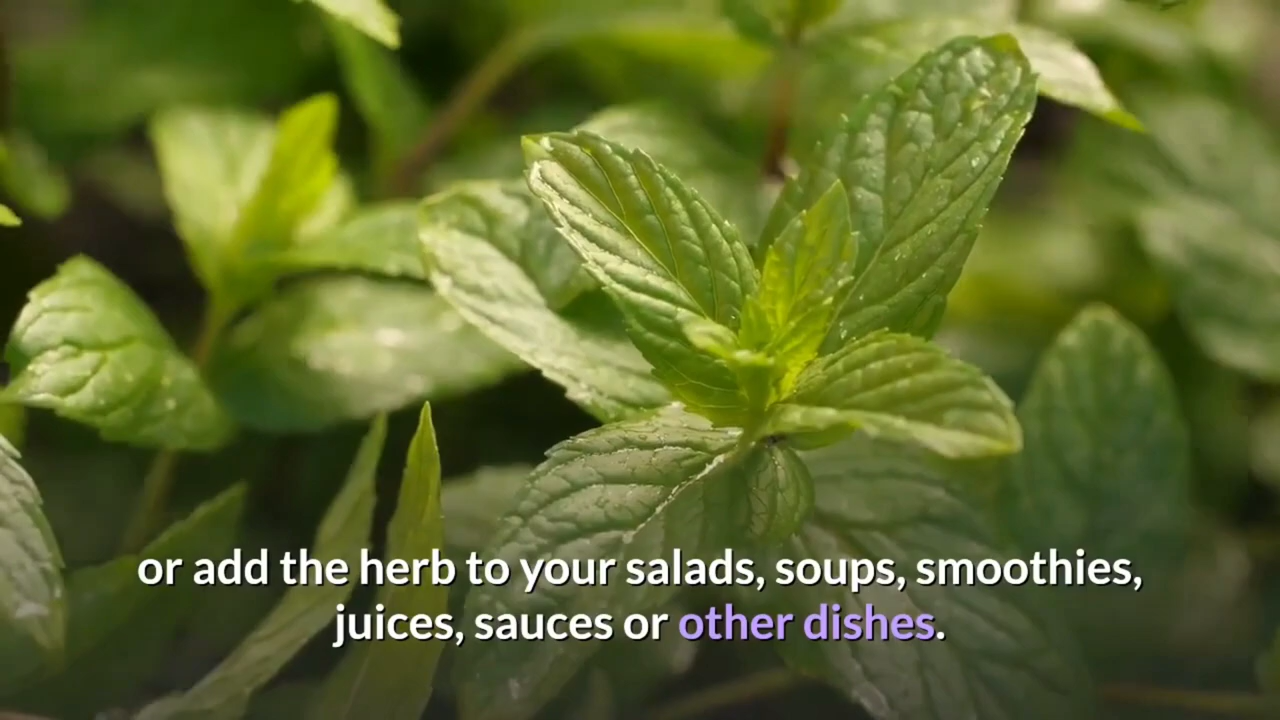 or add the herb to your salads, soups, smoothies,
juices, sauces or other dishes.